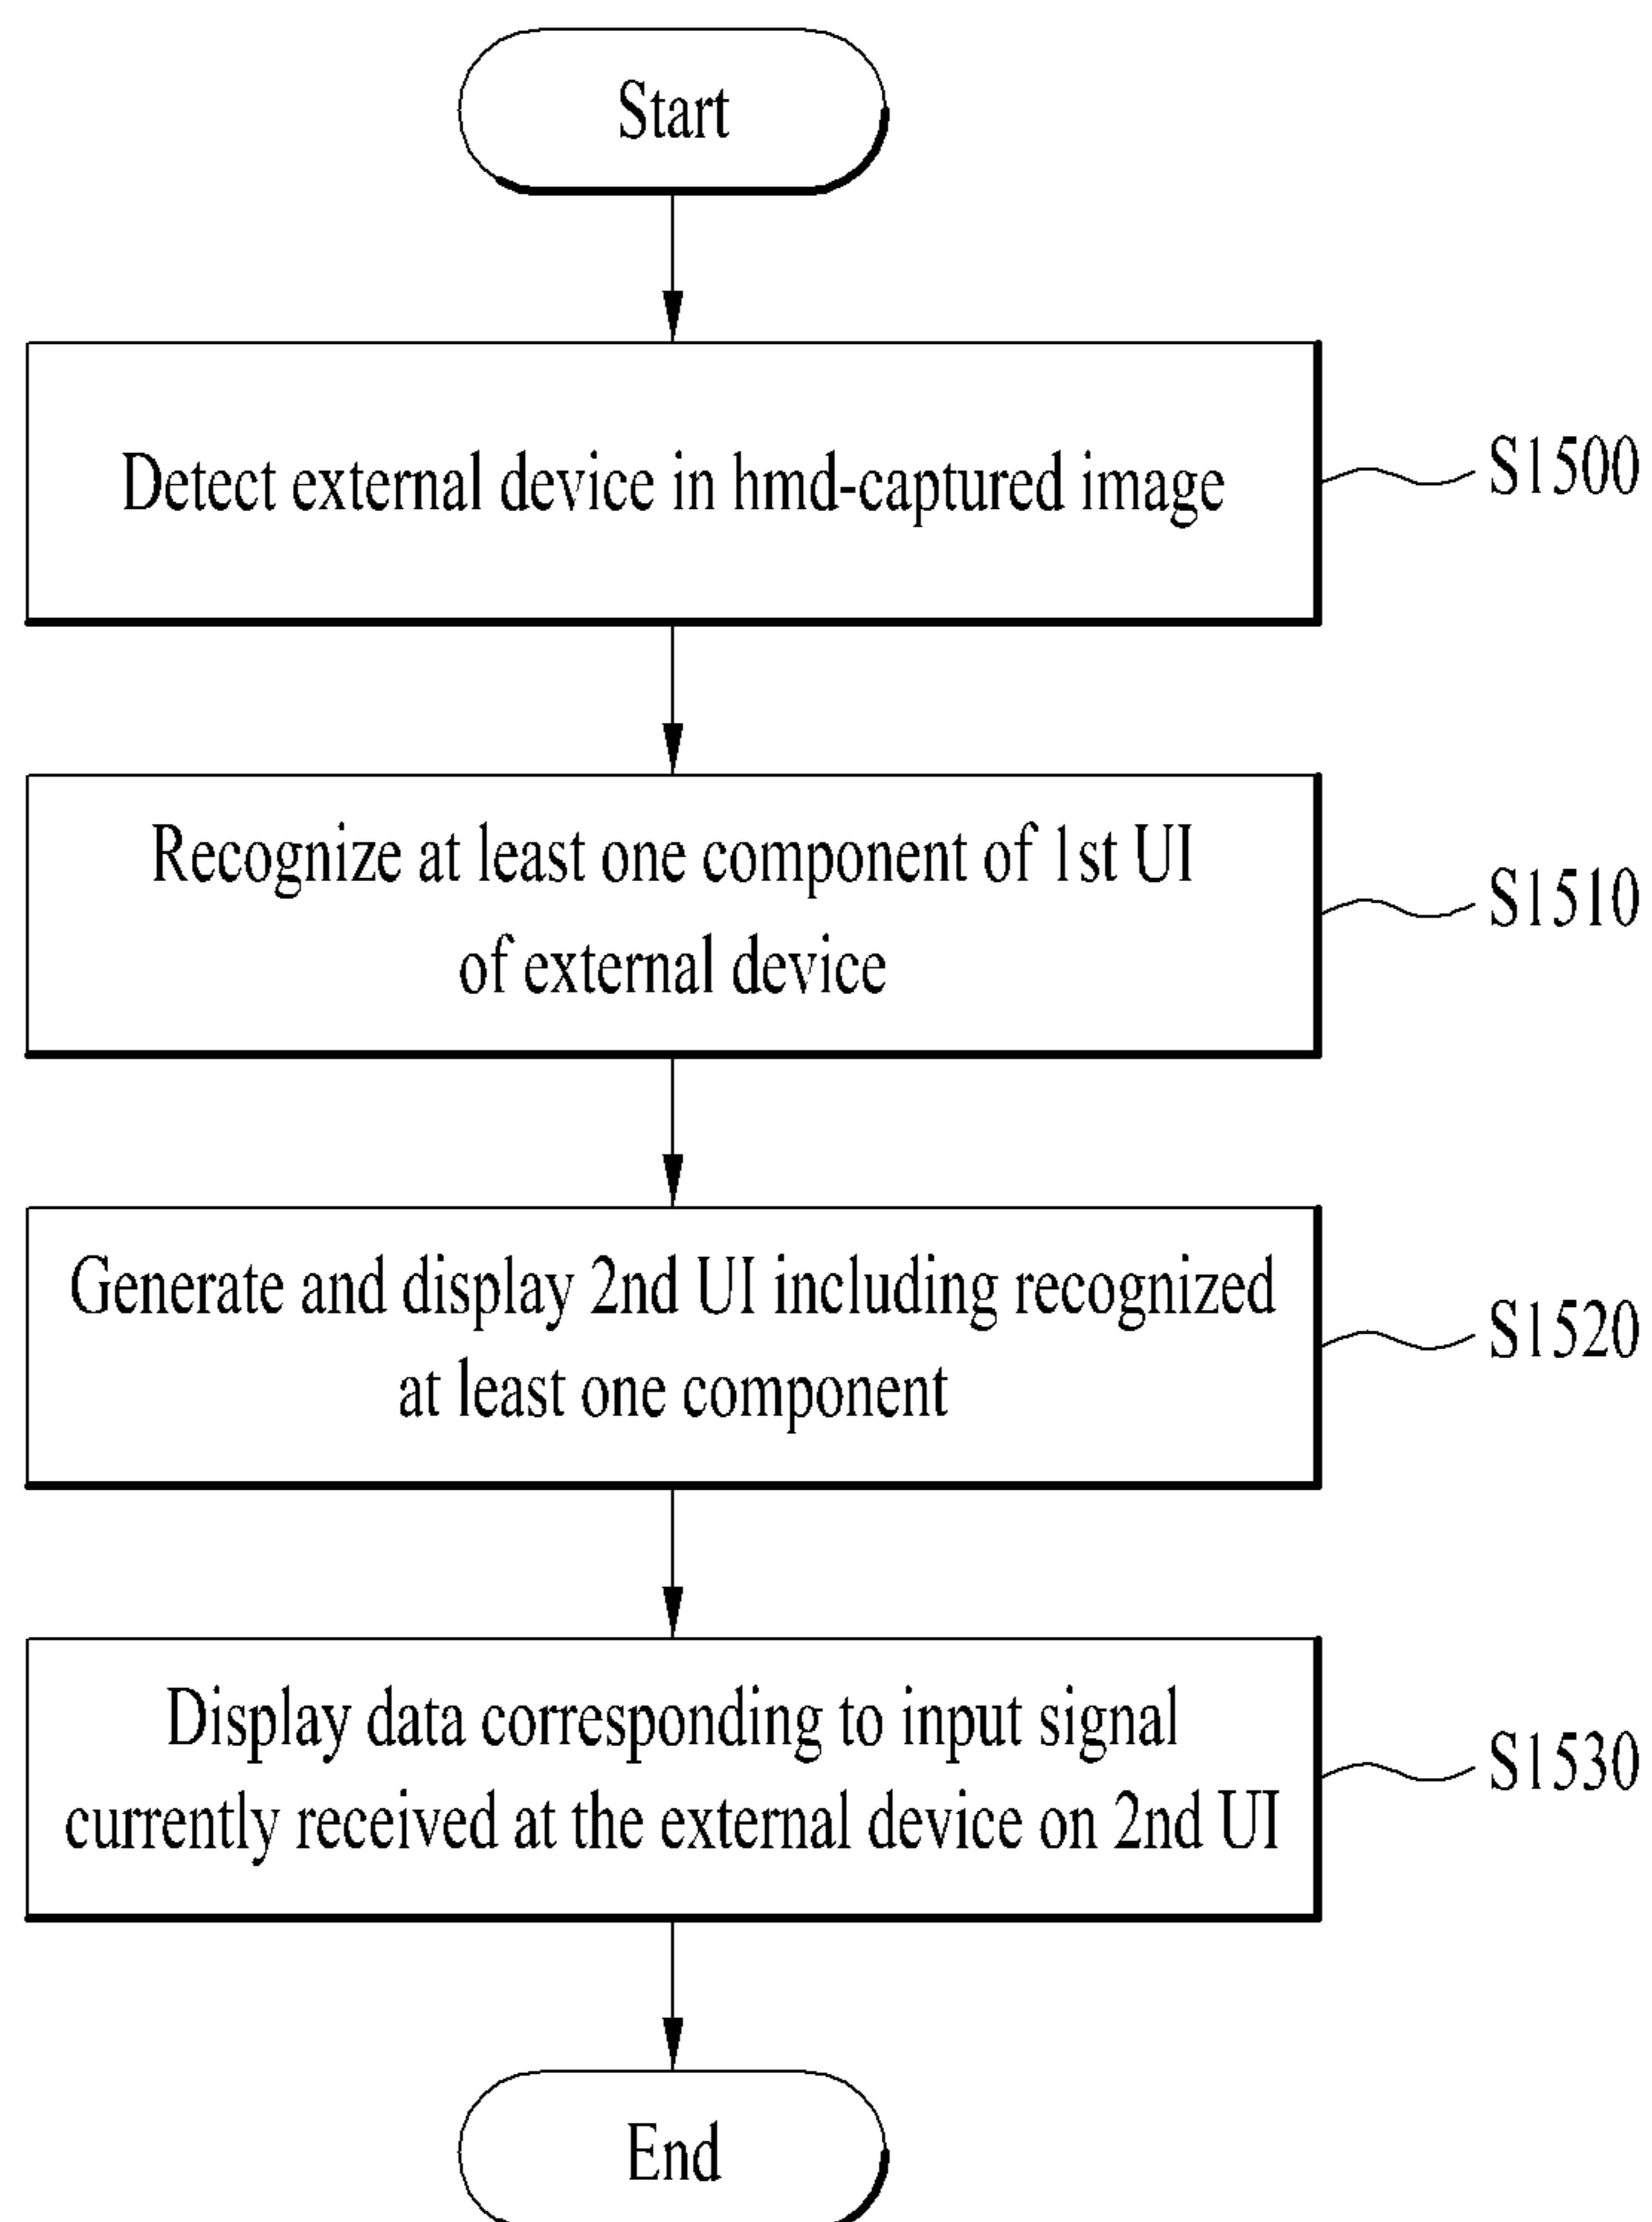 Start
Detect external device in hmd-captured image
S1500
Recognize at least one component of 1st UI
of external device
S1510
Generate and display 2nd UI including recognized
at least one component
S1520
Display data corresponding to input signal
currently received at the external device on 2nd UI
S1530
End